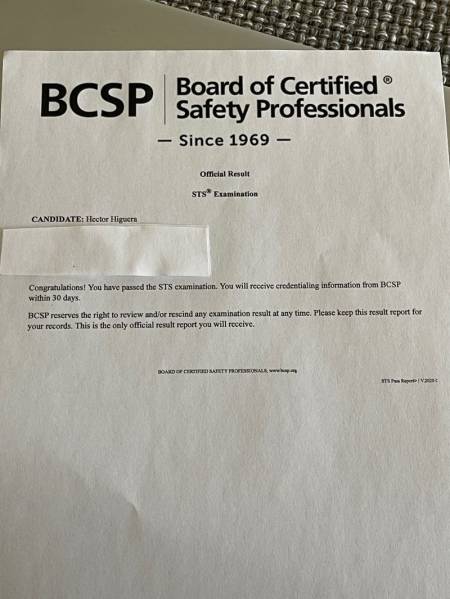 BCSP
Board of Certified®
Safety Professionals
— Since 1969 —
Official Result
STS® Examination
CANDIDATE: Hector Higuera
Congratulations! You have passed the STS examination. You will receive credentialing information from BCSP
within 30 days.
BCSP reserves the right to review and/or rescind any examination result at any time. Please keep this result report for
your records. This is the only official result report you will receive.
BOARD OF CERTIFIED SAFETY PROFESSIONALS, www.bcsp.org
STS Pass Report